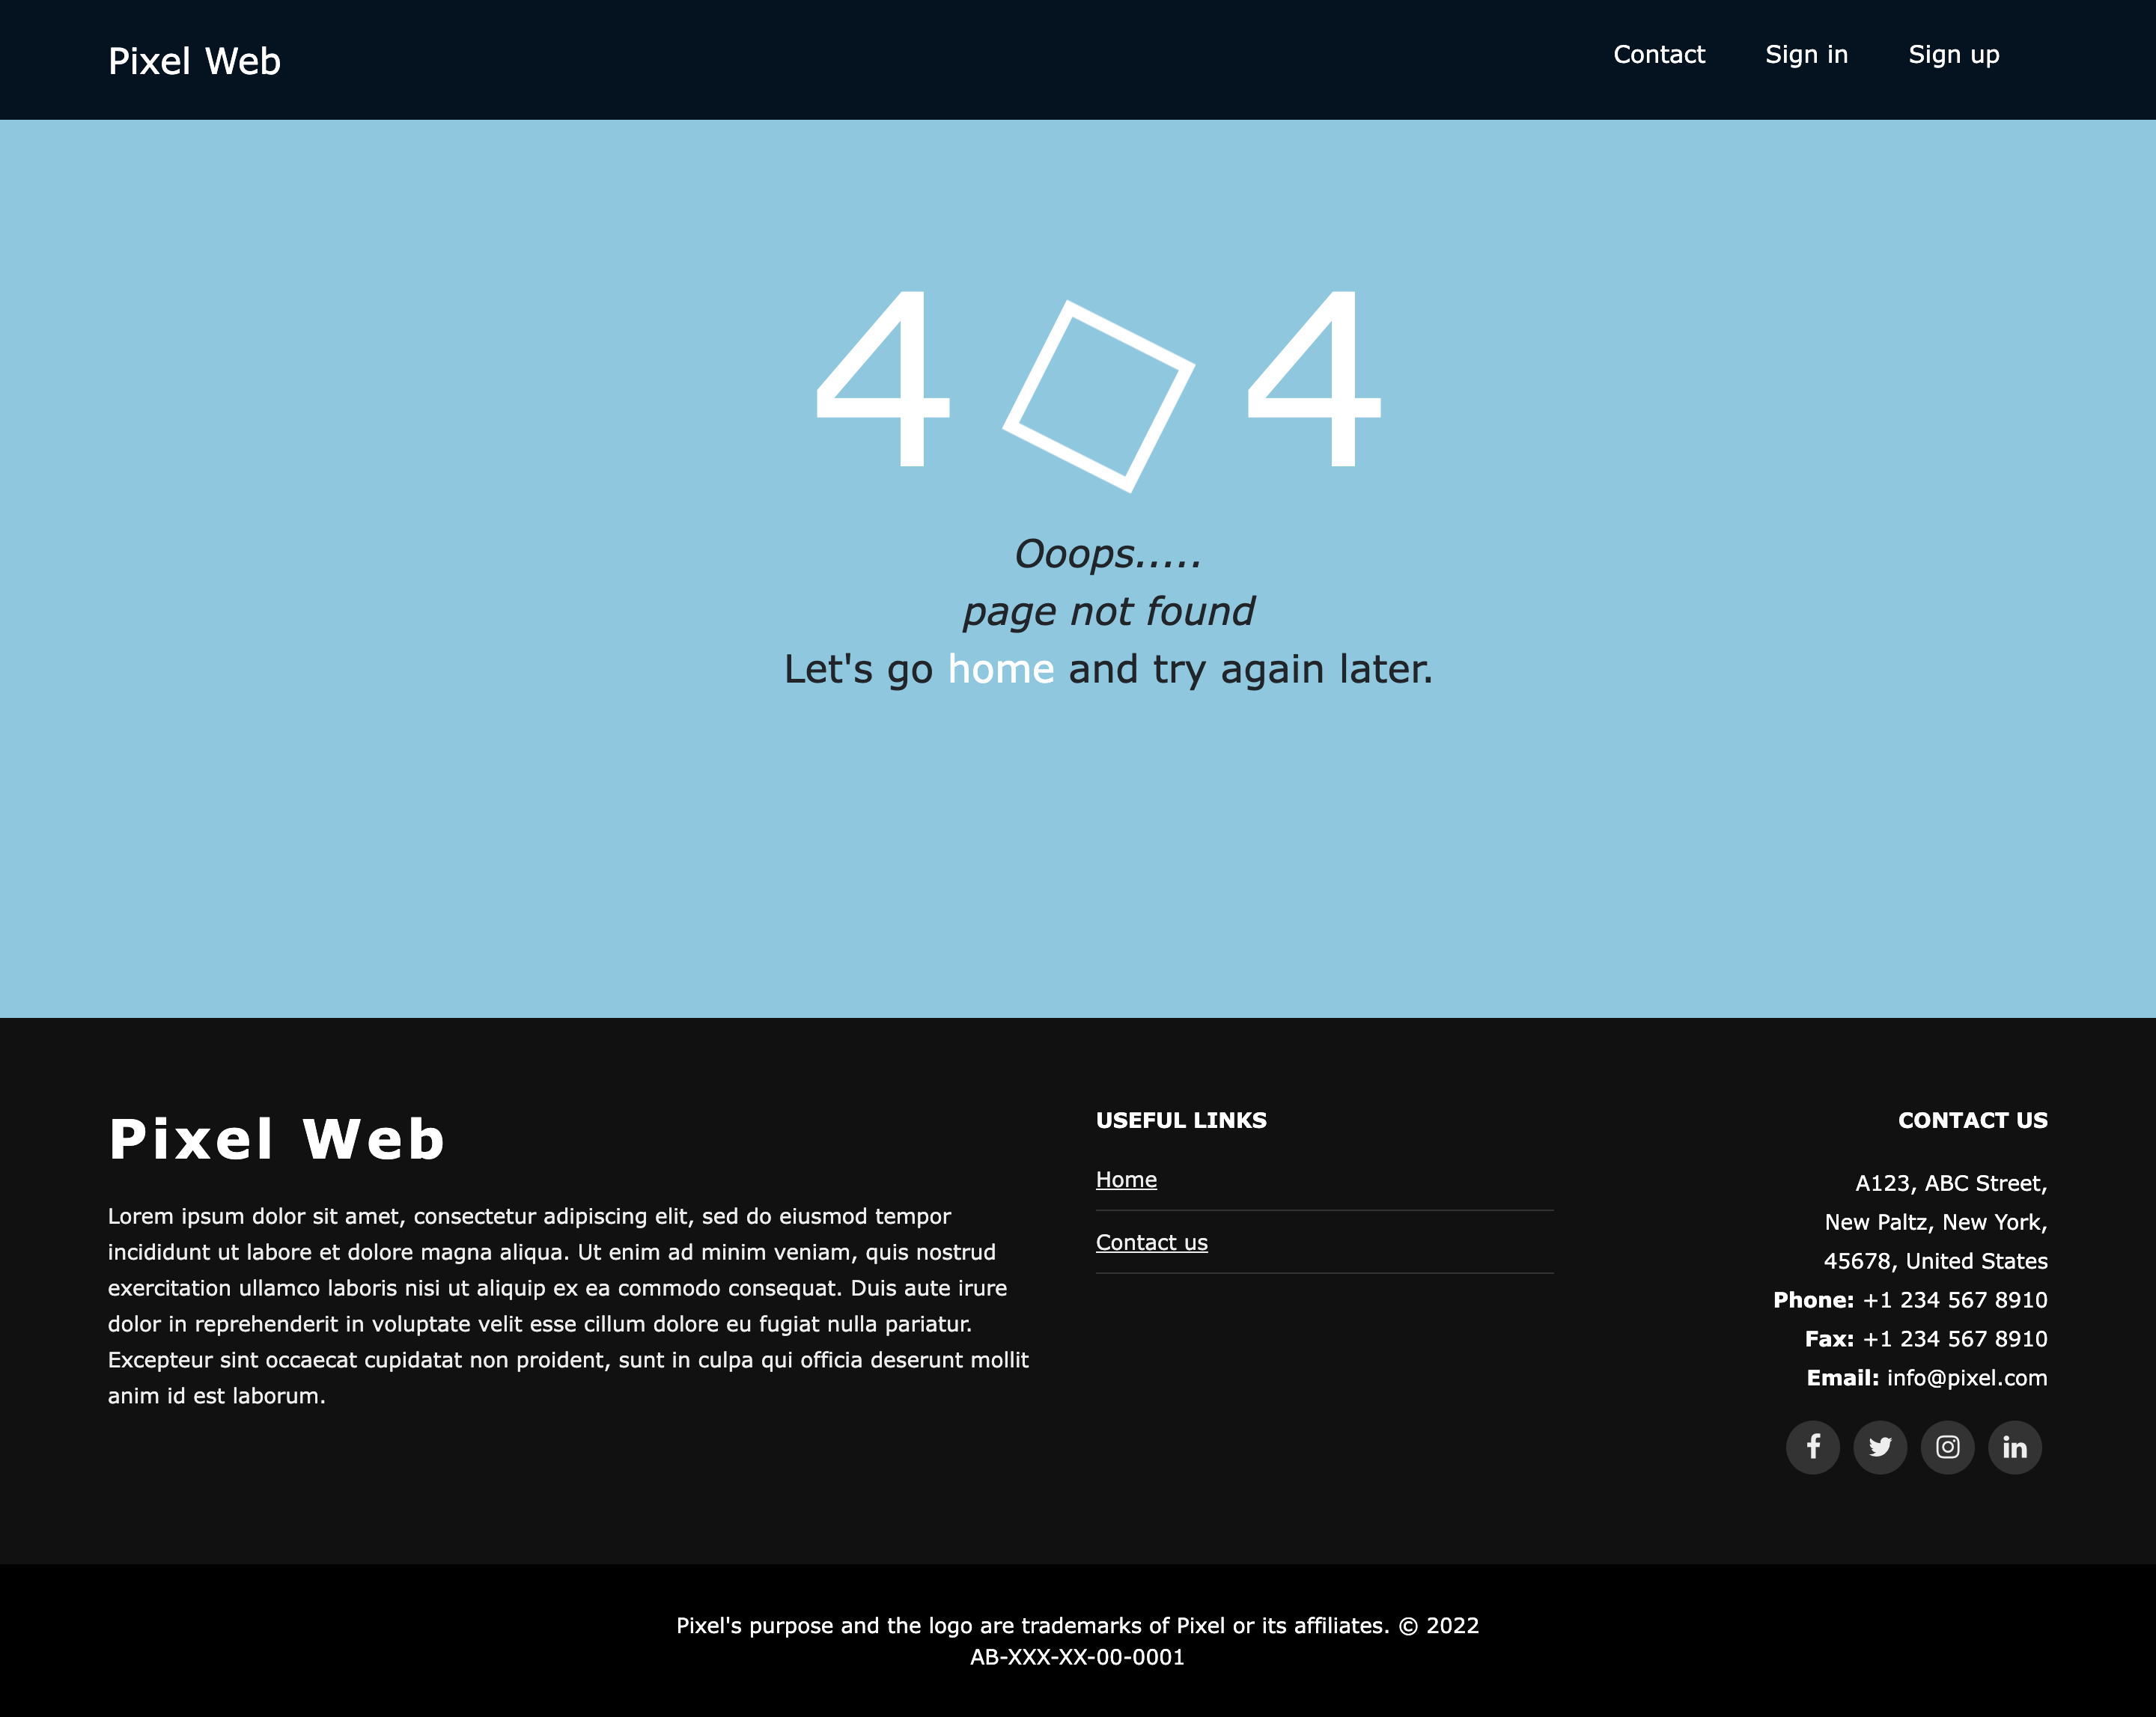 Pixel Web
Contact Sign in Sign up
4 4
Ooops.....
page not found
Let's go home and try again later.
Pixel Web
Lorem ipsum dolor sit amet, consectetur adipiscing elit, sed do eiusmod tempor
incididunt ut labore et dolore magna aliqua. Ut enim ad minim veniam, quis nostrud
exercitation ullamco laboris nisi ut aliquip ex ea commodo consequat. Duis aute irure
dolor in reprehenderit in voluptate velit esse cillum dolore eu fugiat nulla pariatur.
Excepteur sint occaecat cupidatat non proident, sunt in culpa qui officia deserunt mollit
anim id est laborum.
USEFUL LINKS
Home
Contact us
CONTACT US
A123, ABC Street,
New Paltz, New York,
45678, United States
Phone: +1 234 567 8910
Fax: +1 234 567 8910
Email: info@pixel.com
Pixel's purpose and the logo are trademarks of Pixel or its affiliates. © 2022
AB-XXX-XX-00-0001